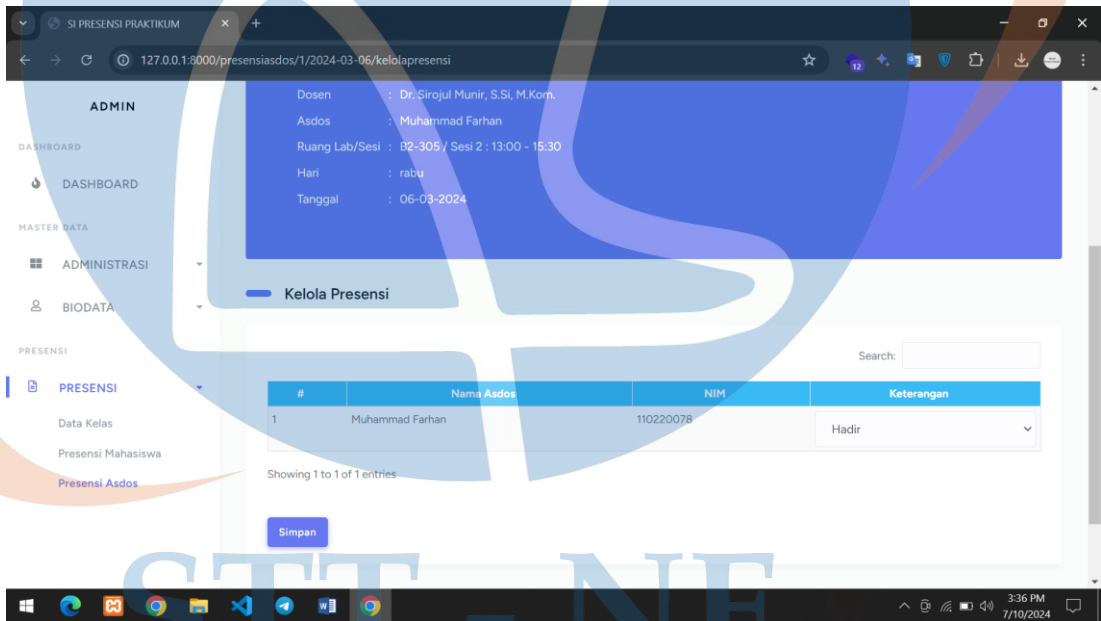 SI PRESENSI PRAKTIKUM
127.0.0.1:8000/presensiasdos/1/2024-03-06/kelolapresensi
12
ADMIN
DASHBOARD
DASHBOARD
MASTER DATA
ADMINISTRASI
BIODATA
PRESENSI
PRESENSI
Data Kelas
Presensi Mahasiswa
Presensi Asdos
Dosen : Dr. Sirojul Munir, S.Si, M.Kom.
Asdos : Muhammad Farhan
Ruang Lab/Sesi : B2-305 / Sesi 2 : 13:00 - 15:30
Hari : rabu
Tanggal : 06-03-2024
Kelola Presensi
Search:
# Nama Asdos NIM Keterangan
1 Muhammad Farhan 110220078 Hadir
Showing 1 to 1 of 1 entries
Simpan
STT - NF
3:36 PM
7/10/2024